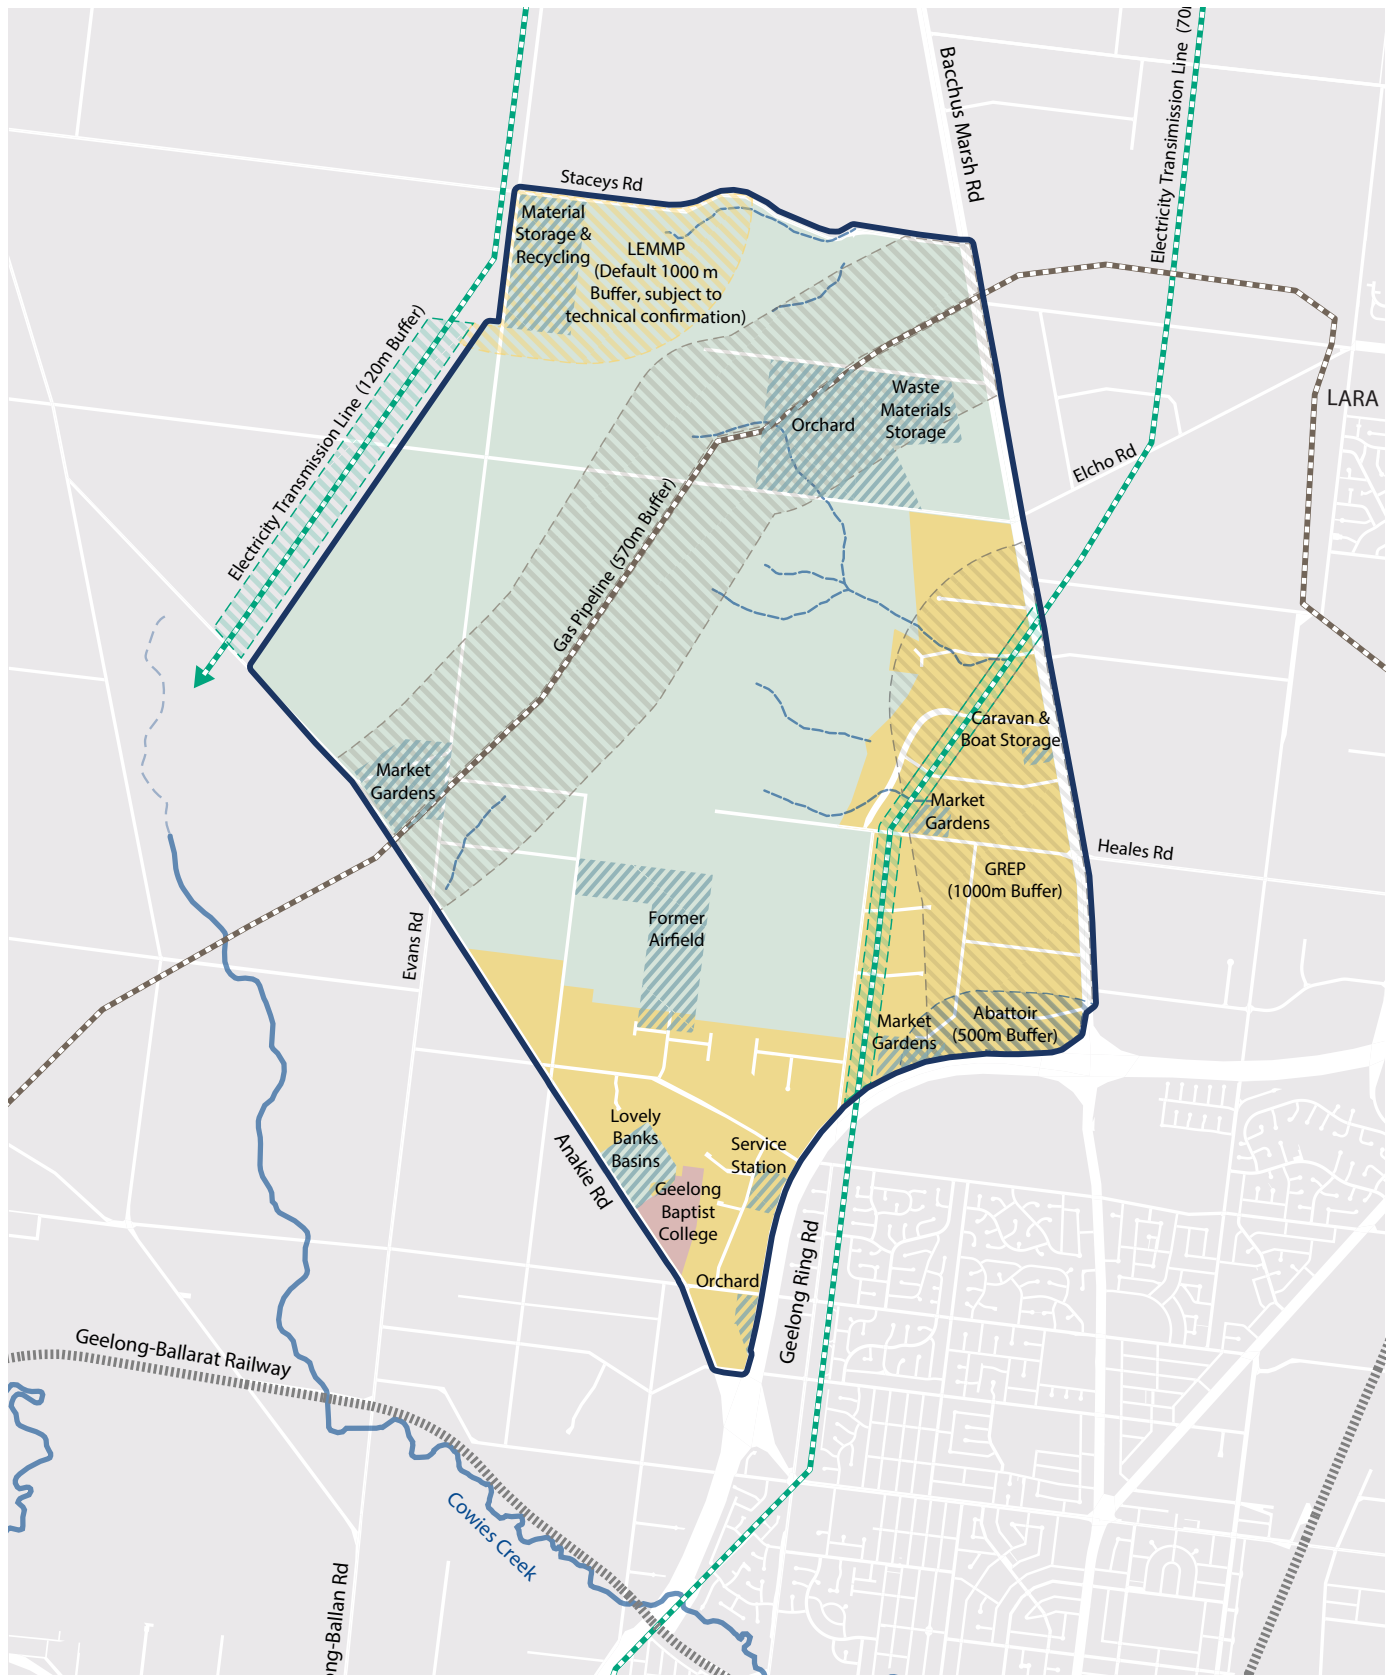 Bacchus Marsh Rd
Electricity Transimission Line (70
Staceys Rd
Material
Storage &
Recycling
LEMMP
(Default 1000 m
Buffer, subject to
technical confirmation)
Electricity Transmission Line (120m Buffer)
Waste
Materials
Storage
Orchard
LARA
Elcho Rd
Gas Pipeline (570m Buffer)
Caravan &
Boat Storage
Market
Gardens
Market
Gardens
Heales Rd
GREP
(1000m Buffer)
Former
Airfield
Evans Rd
Market
Gardens
Abattoir
(500m Buffer)
Lovely
Banks
Basins
Service
Station
Anakie Rd
Geelong
Baptist
College
Orchard
Geelong Ring Rd
Geelong-Ballarat Railway
Cowies Creek
ng-Ballan Rd